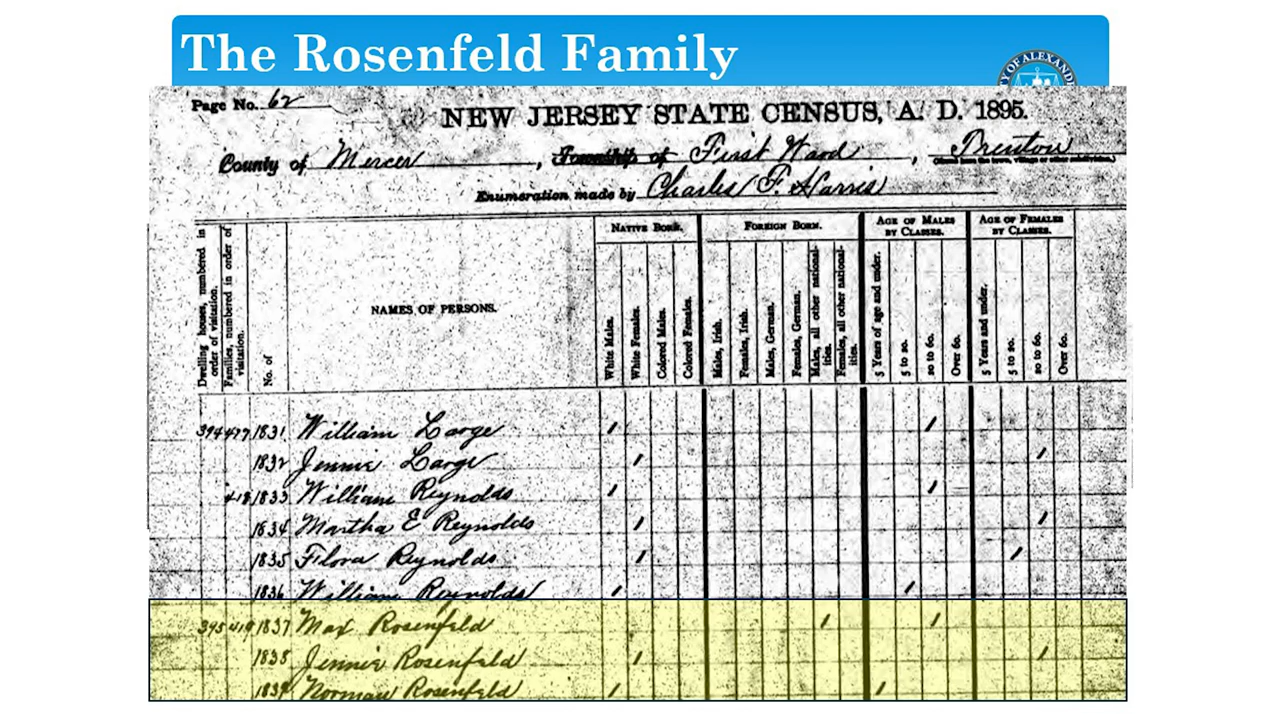 The Rosenfeld Family
Y OF ALEXAN
Page No. 62
NEW JERSEY STATE CENSUS, A. D. 1895.
County of Mercer, Township of First Ward, Trenton
Enumeration made by Charles F. Harris
NATIVE BORN.
FOREIGN BORN.
AGE OF MALES BY CLASSES.
AGE OF FEMALES BY CLASSES.
Dwelling houses, numbered in order of visitation.
Families, numbered in order of visitation.
No. of
NAMES OF PERSONS.
White Males.
White Females.
Colored Males.
Colored Females.
Males, Irish.
Females, Irish.
Males, German.
Females, German.
Males, all other nationalities.
Females, all other nationalities.
5 Years of age and under.
5 to 20.
20 to 60.
Over 60.
5 Years and under.
5 to 20.
20 to 60.
Over 60.
394 477 1831 William Large
1832 Jennie Large
418 1833 William Reynolds
1834 Martha E Reynolds
1835 Flora Reynolds
1836 William Reynolds
395 419 1837 Max Rosenfeld
1838 Jennie Rosenfeld
1839 Norman Rosenfeld